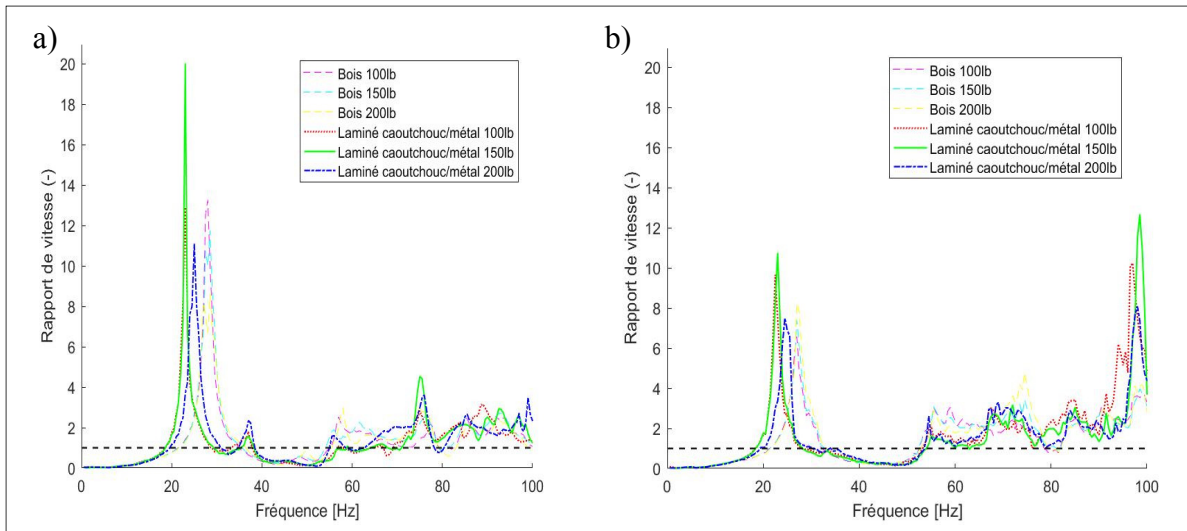 a)
20
18
16
14
12
10
8
6
4
2
0
Rapport de vitesse (-)
Bois 100lb
Bois 150lb
Bois 200lb
Laminé caoutchouc/métal 100lb
Laminé caoutchouc/métal 150lb
Laminé caoutchouc/métal 200lb
0 20 40 60 80 100
Fréquence [Hz]
b)
20
18
16
14
12
10
8
6
4
2
0
Rapport de vitesse (-)
Bois 100lb
Bois 150lb
Bois 200lb
Laminé caoutchouc/métal 100lb
Laminé caoutchouc/métal 150lb
Laminé caoutchouc/métal 200lb
0 20 40 60 80 100
Fréquence [Hz]